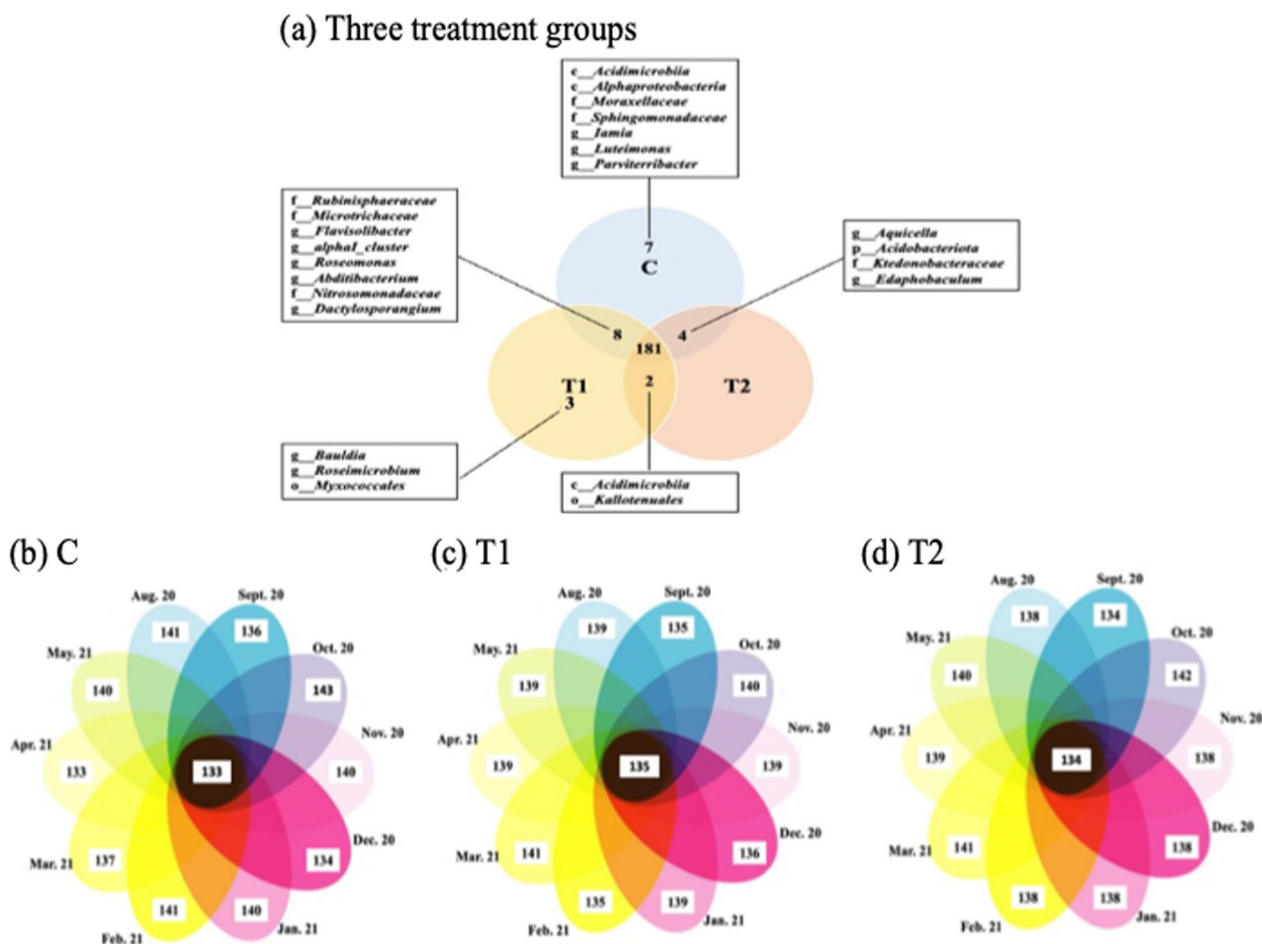 (a) Three treatment groups
c__Acidimicrobiia
c__Alphaproteobacteria
f__Moraxellaceae
f__Sphingomonadaceae
g__Iamia
g__Luteimonas
g__Parviterribacter
f__Rubinisphaeraceae
f__Microtrichaceae
g__Flavisolibacter
g__alphaI_cluster
g__Roseomonas
g__Abditibacterium
f__Nitrosomonadaceae
g__Dactylosporangium
g__Aquicella
p__Acidobacteriota
f__Ktedonobacteraceae
g__Edaphobaculum
7
C
8
4
181
2
T1
3
T2
g__Bauldia
g__Roseimicrobium
o__Myxococcales
c__Acidimicrobiia
o__Kallotenuales
(b) C
Aug. 20
141
Sept. 20
136
Oct. 20
143
Nov. 20
140
Dec. 20
134
Jan. 21
140
Feb. 21
141
Mar. 21
137
Apr. 21
133
May. 21
140
133
(c) T1
Aug. 20
139
Sept. 20
135
Oct. 20
140
Nov. 20
139
Dec. 20
136
Jan. 21
139
Feb. 21
135
Mar. 21
141
Apr. 21
139
May. 21
139
135
(d) T2
Aug. 20
138
Sept. 20
134
Oct. 20
142
Nov. 20
138
Dec. 20
138
Jan. 21
138
Feb. 21
138
Mar. 21
141
Apr. 21
139
May. 21
140
134